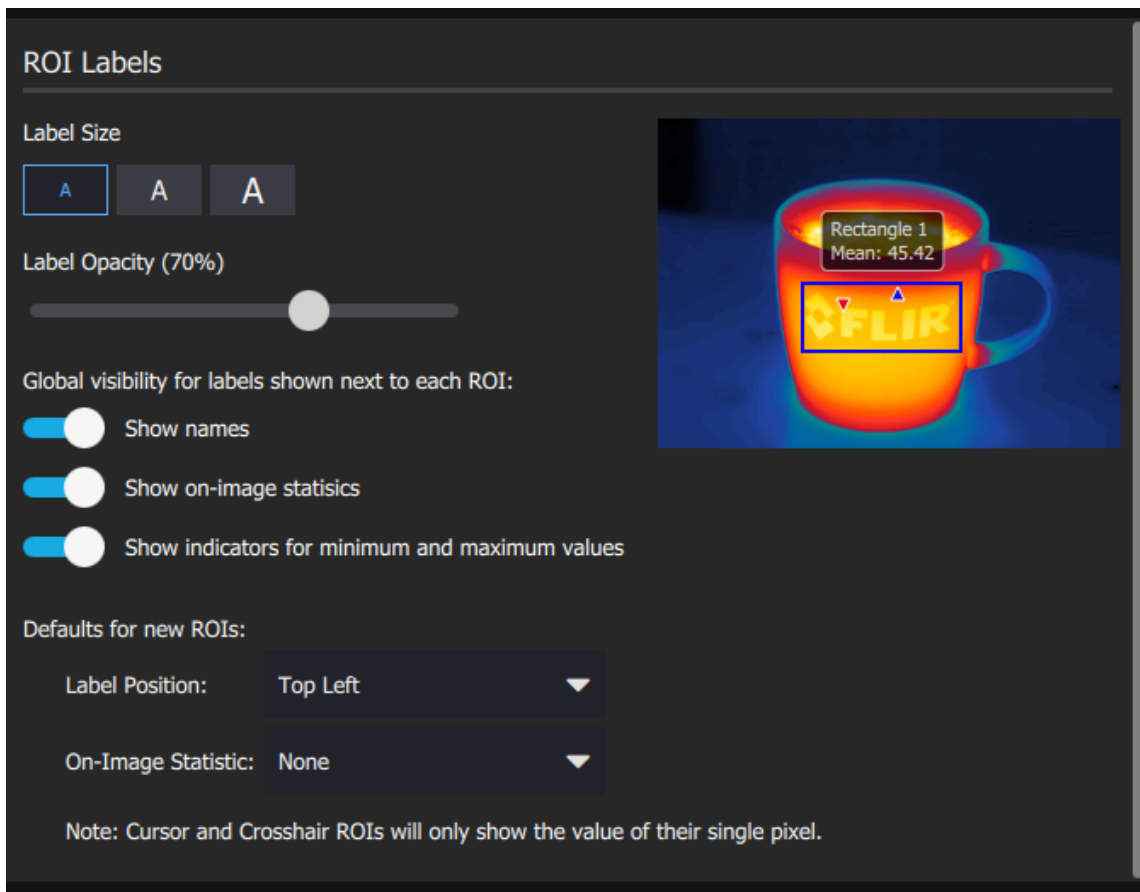 ROI Labels
Label Size
A A A
Rectangle 1
Mean: 45.42
FLIR
Label Opacity (70%)
Global visibility for labels shown next to each ROI:
Show names
Show on-image statisics
Show indicators for minimum and maximum values
Defaults for new ROIs:
Label Position: Top Left
On-Image Statistic: None
Note: Cursor and Crosshair ROIs will only show the value of their single pixel.